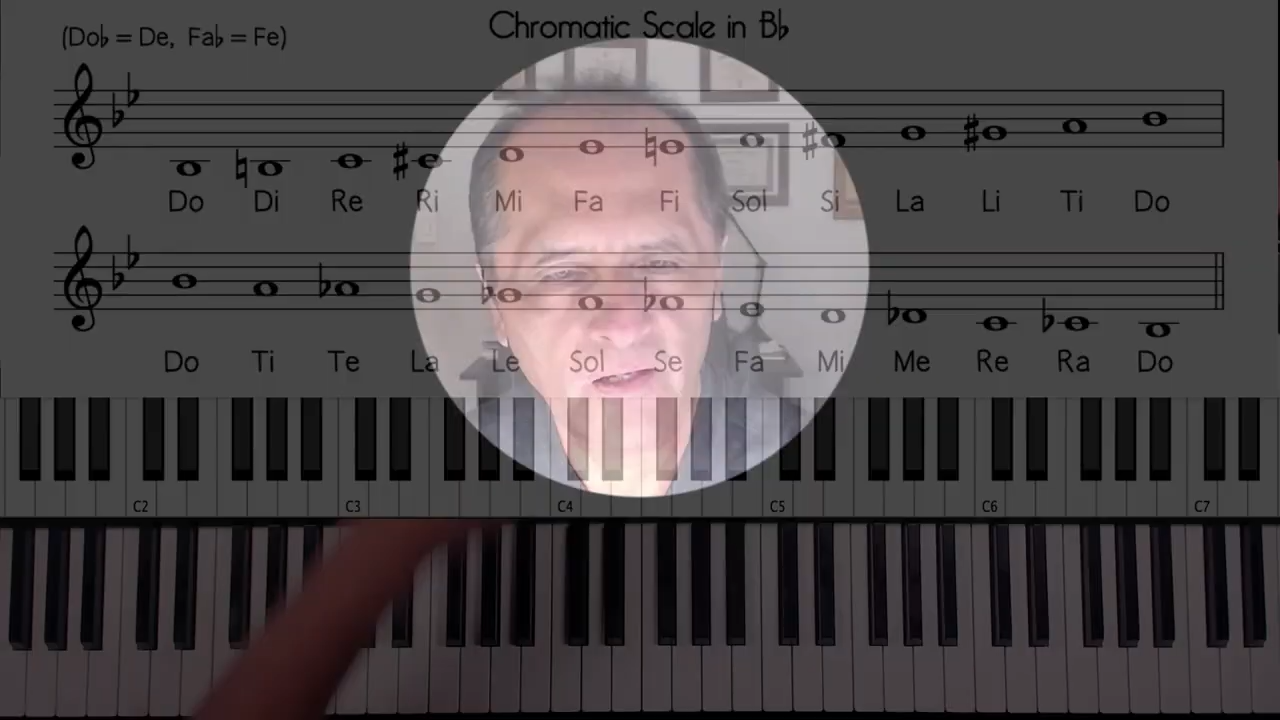 Chromatic Scale in B♭
(Do♭ = De, Fa♭ = Fe)
Do Di Re Ri Mi Fa Fi Sol Si La Li Ti Do
Do Ti Te La Le Sol Se Fa Mi Me Re Ra Do
C2 C3 C4 C5 C6 C7